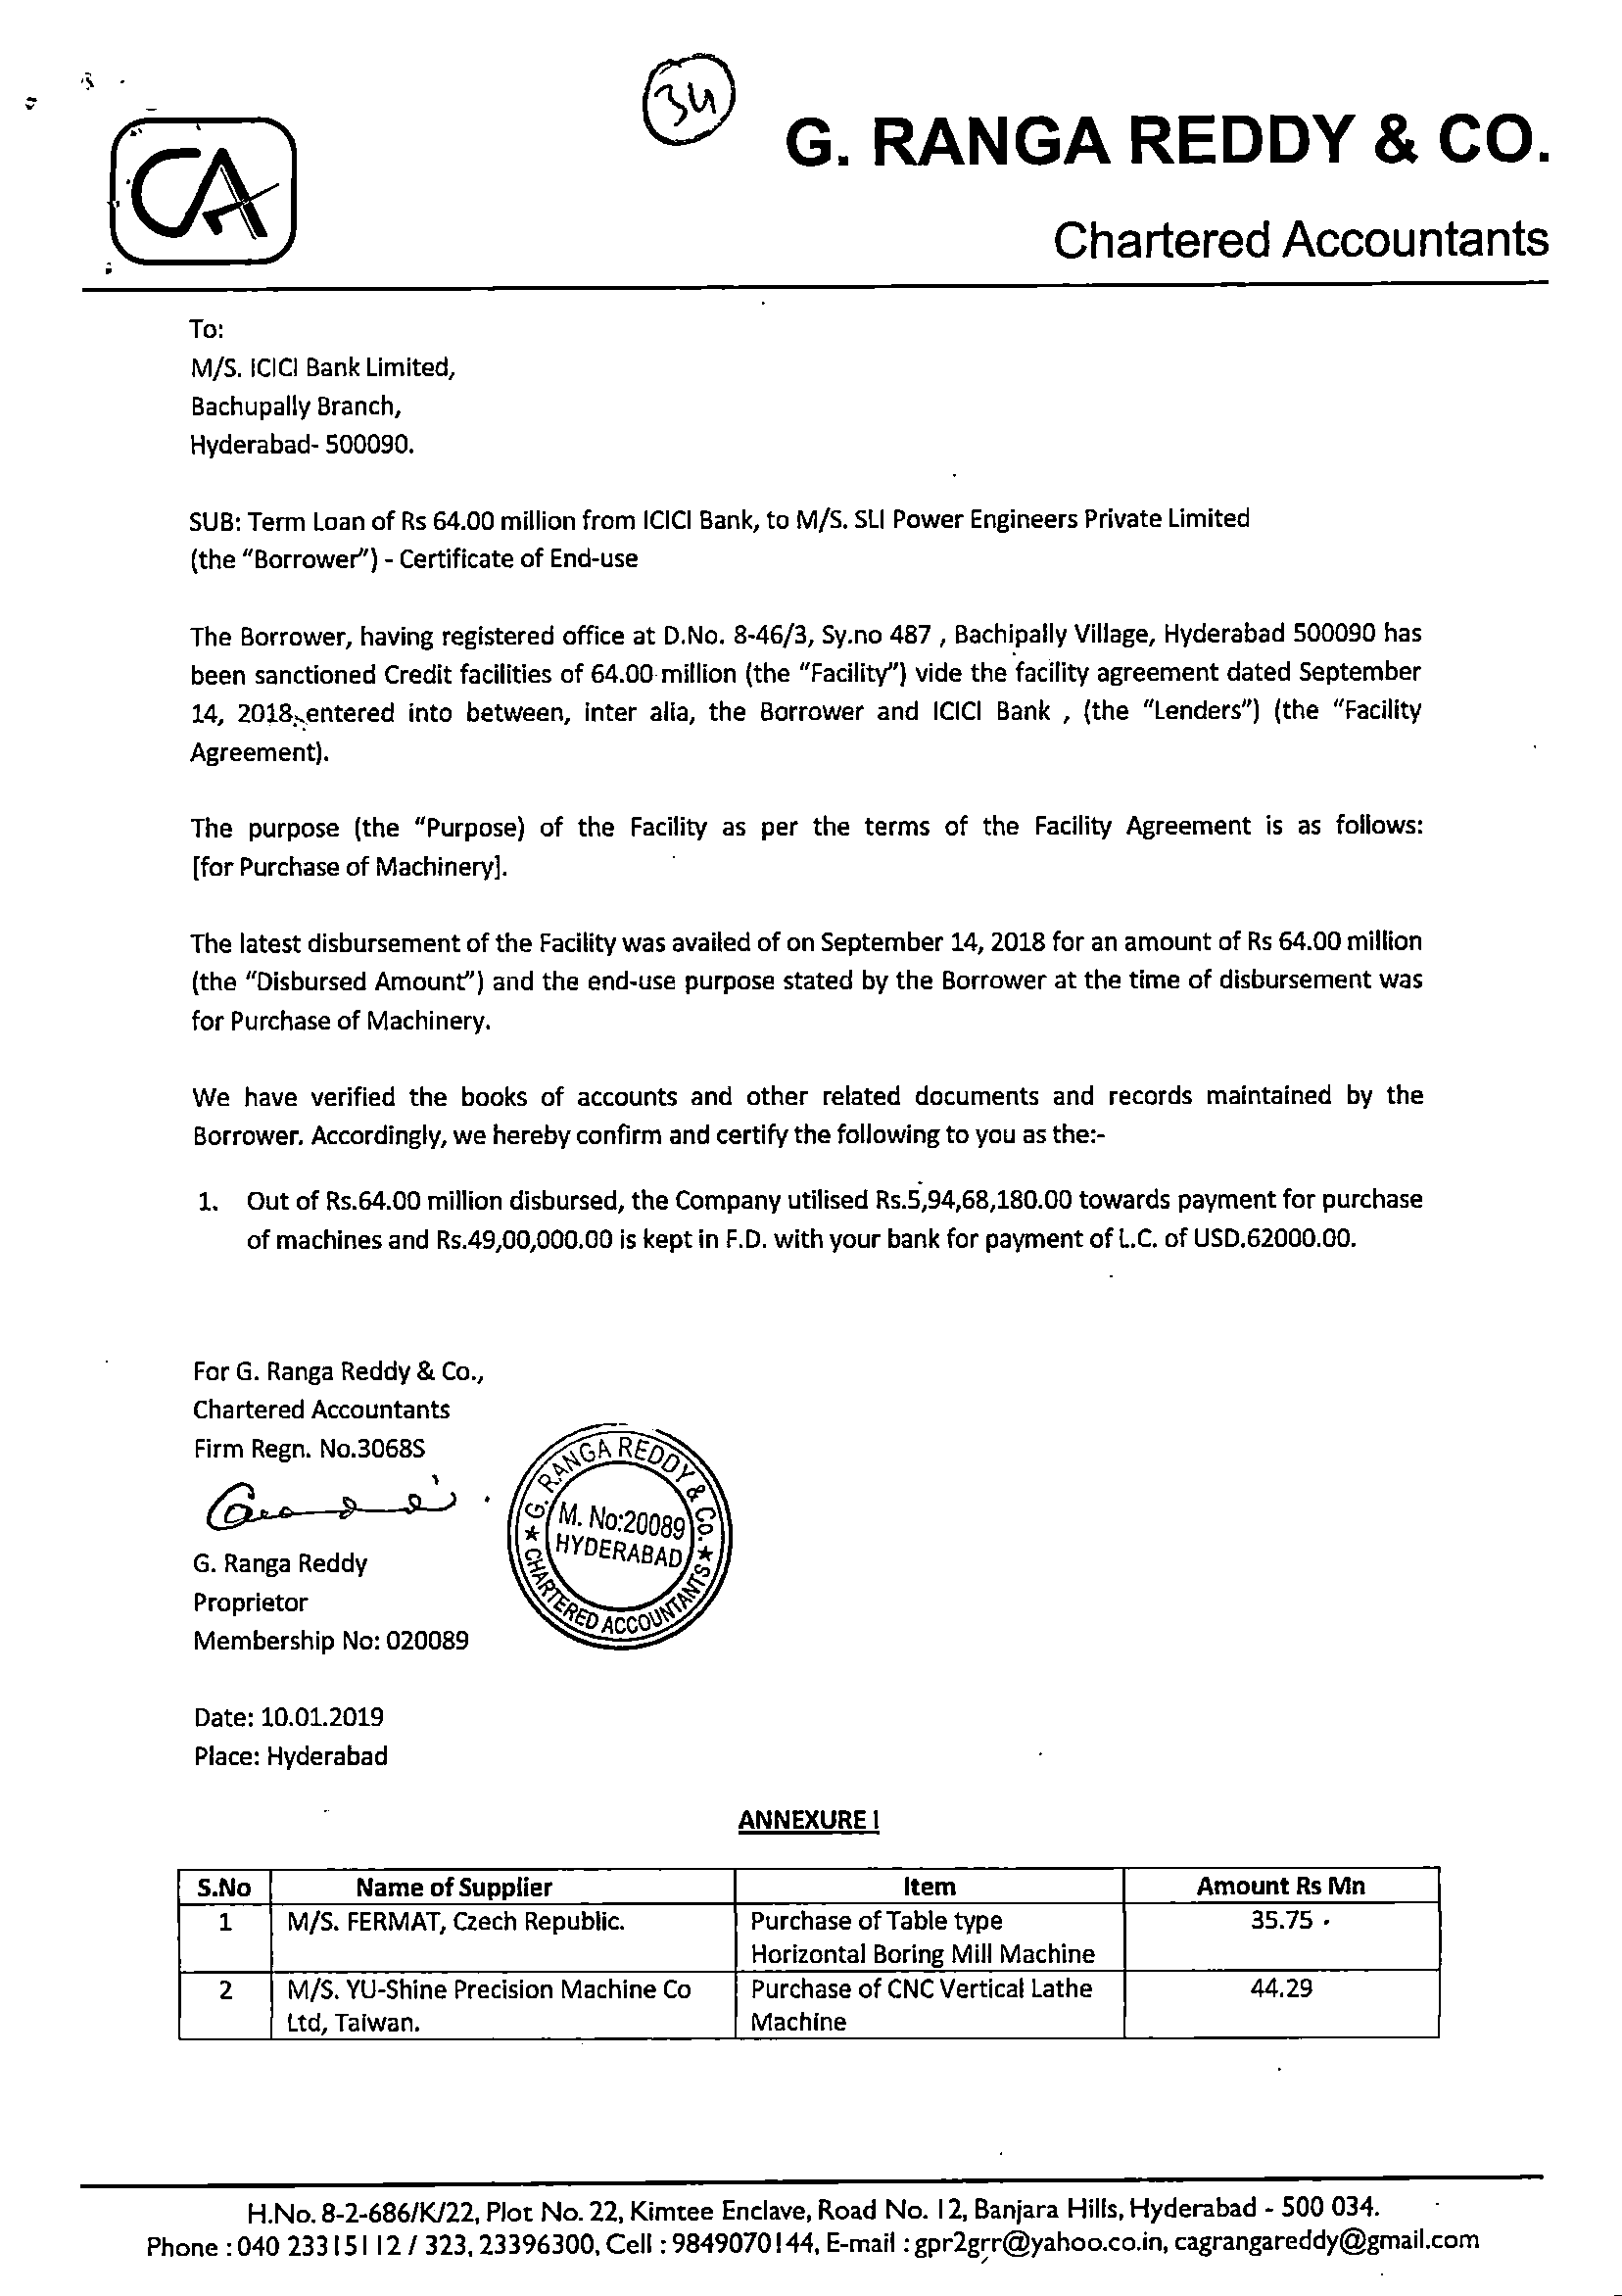 34
G. RANGA REDDY & CO.
CA
Chartered Accountants
To:
M/S. ICICI Bank Limited,
Bachupally Branch,
Hyderabad- 500090.
SUB: Term Loan of Rs 64.00 million from ICICI Bank, to M/S. SLI Power Engineers Private Limited
(the “Borrower”) - Certificate of End-use
The Borrower, having registered office at D.No. 8-46/3, Sy.no 487 , Bachipally Village, Hyderabad 500090 has
been sanctioned Credit facilities of 64.00 million (the “Facility”) vide the facility agreement dated September
14, 2018, entered into between, inter alia, the Borrower and ICICI Bank , (the “Lenders”) (the “Facility
Agreement).
The purpose (the “Purpose) of the Facility as per the terms of the Facility Agreement is as follows:
[for Purchase of Machinery].
The latest disbursement of the Facility was availed of on September 14, 2018 for an amount of Rs 64.00 million
(the “Disbursed Amount”) and the end-use purpose stated by the Borrower at the time of disbursement was
for Purchase of Machinery.
We have verified the books of accounts and other related documents and records maintained by the
Borrower. Accordingly, we hereby confirm and certify the following to you as the:-
1. Out of Rs.64.00 million disbursed, the Company utilised Rs.5,94,68,180.00 towards payment for purchase
of machines and Rs.49,00,000.00 is kept in F.D. with your bank for payment of L.C. of USD.62000.00.
For G. Ranga Reddy & Co.,
Chartered Accountants
Firm Regn. No.3068S
G. RANGA REDDY & CO.
M. No:20089
HYDERABAD
CHARTERED ACCOUNTANTS
G. Ranga Reddy
Proprietor
Membership No: 020089
Date: 10.01.2019
Place: Hyderabad
ANNEXURE I
S.No Name of Supplier Item Amount Rs Mn
1 M/S. FERMAT, Czech Republic. Purchase of Table type 35.75
Horizontal Boring Mill Machine
2 M/S. YU-Shine Precision Machine Co Purchase of CNC Vertical Lathe 44.29
Ltd, Taiwan. Machine
H.No. 8-2-686/K/22, Plot No. 22, Kimtee Enclave, Road No. 12, Banjara Hills, Hyderabad - 500 034.
Phone : 040 23315112 / 323, 23396300, Cell : 9849070144, E-mail : gpr2grr@yahoo.co.in, cagrangareddy@gmail.com